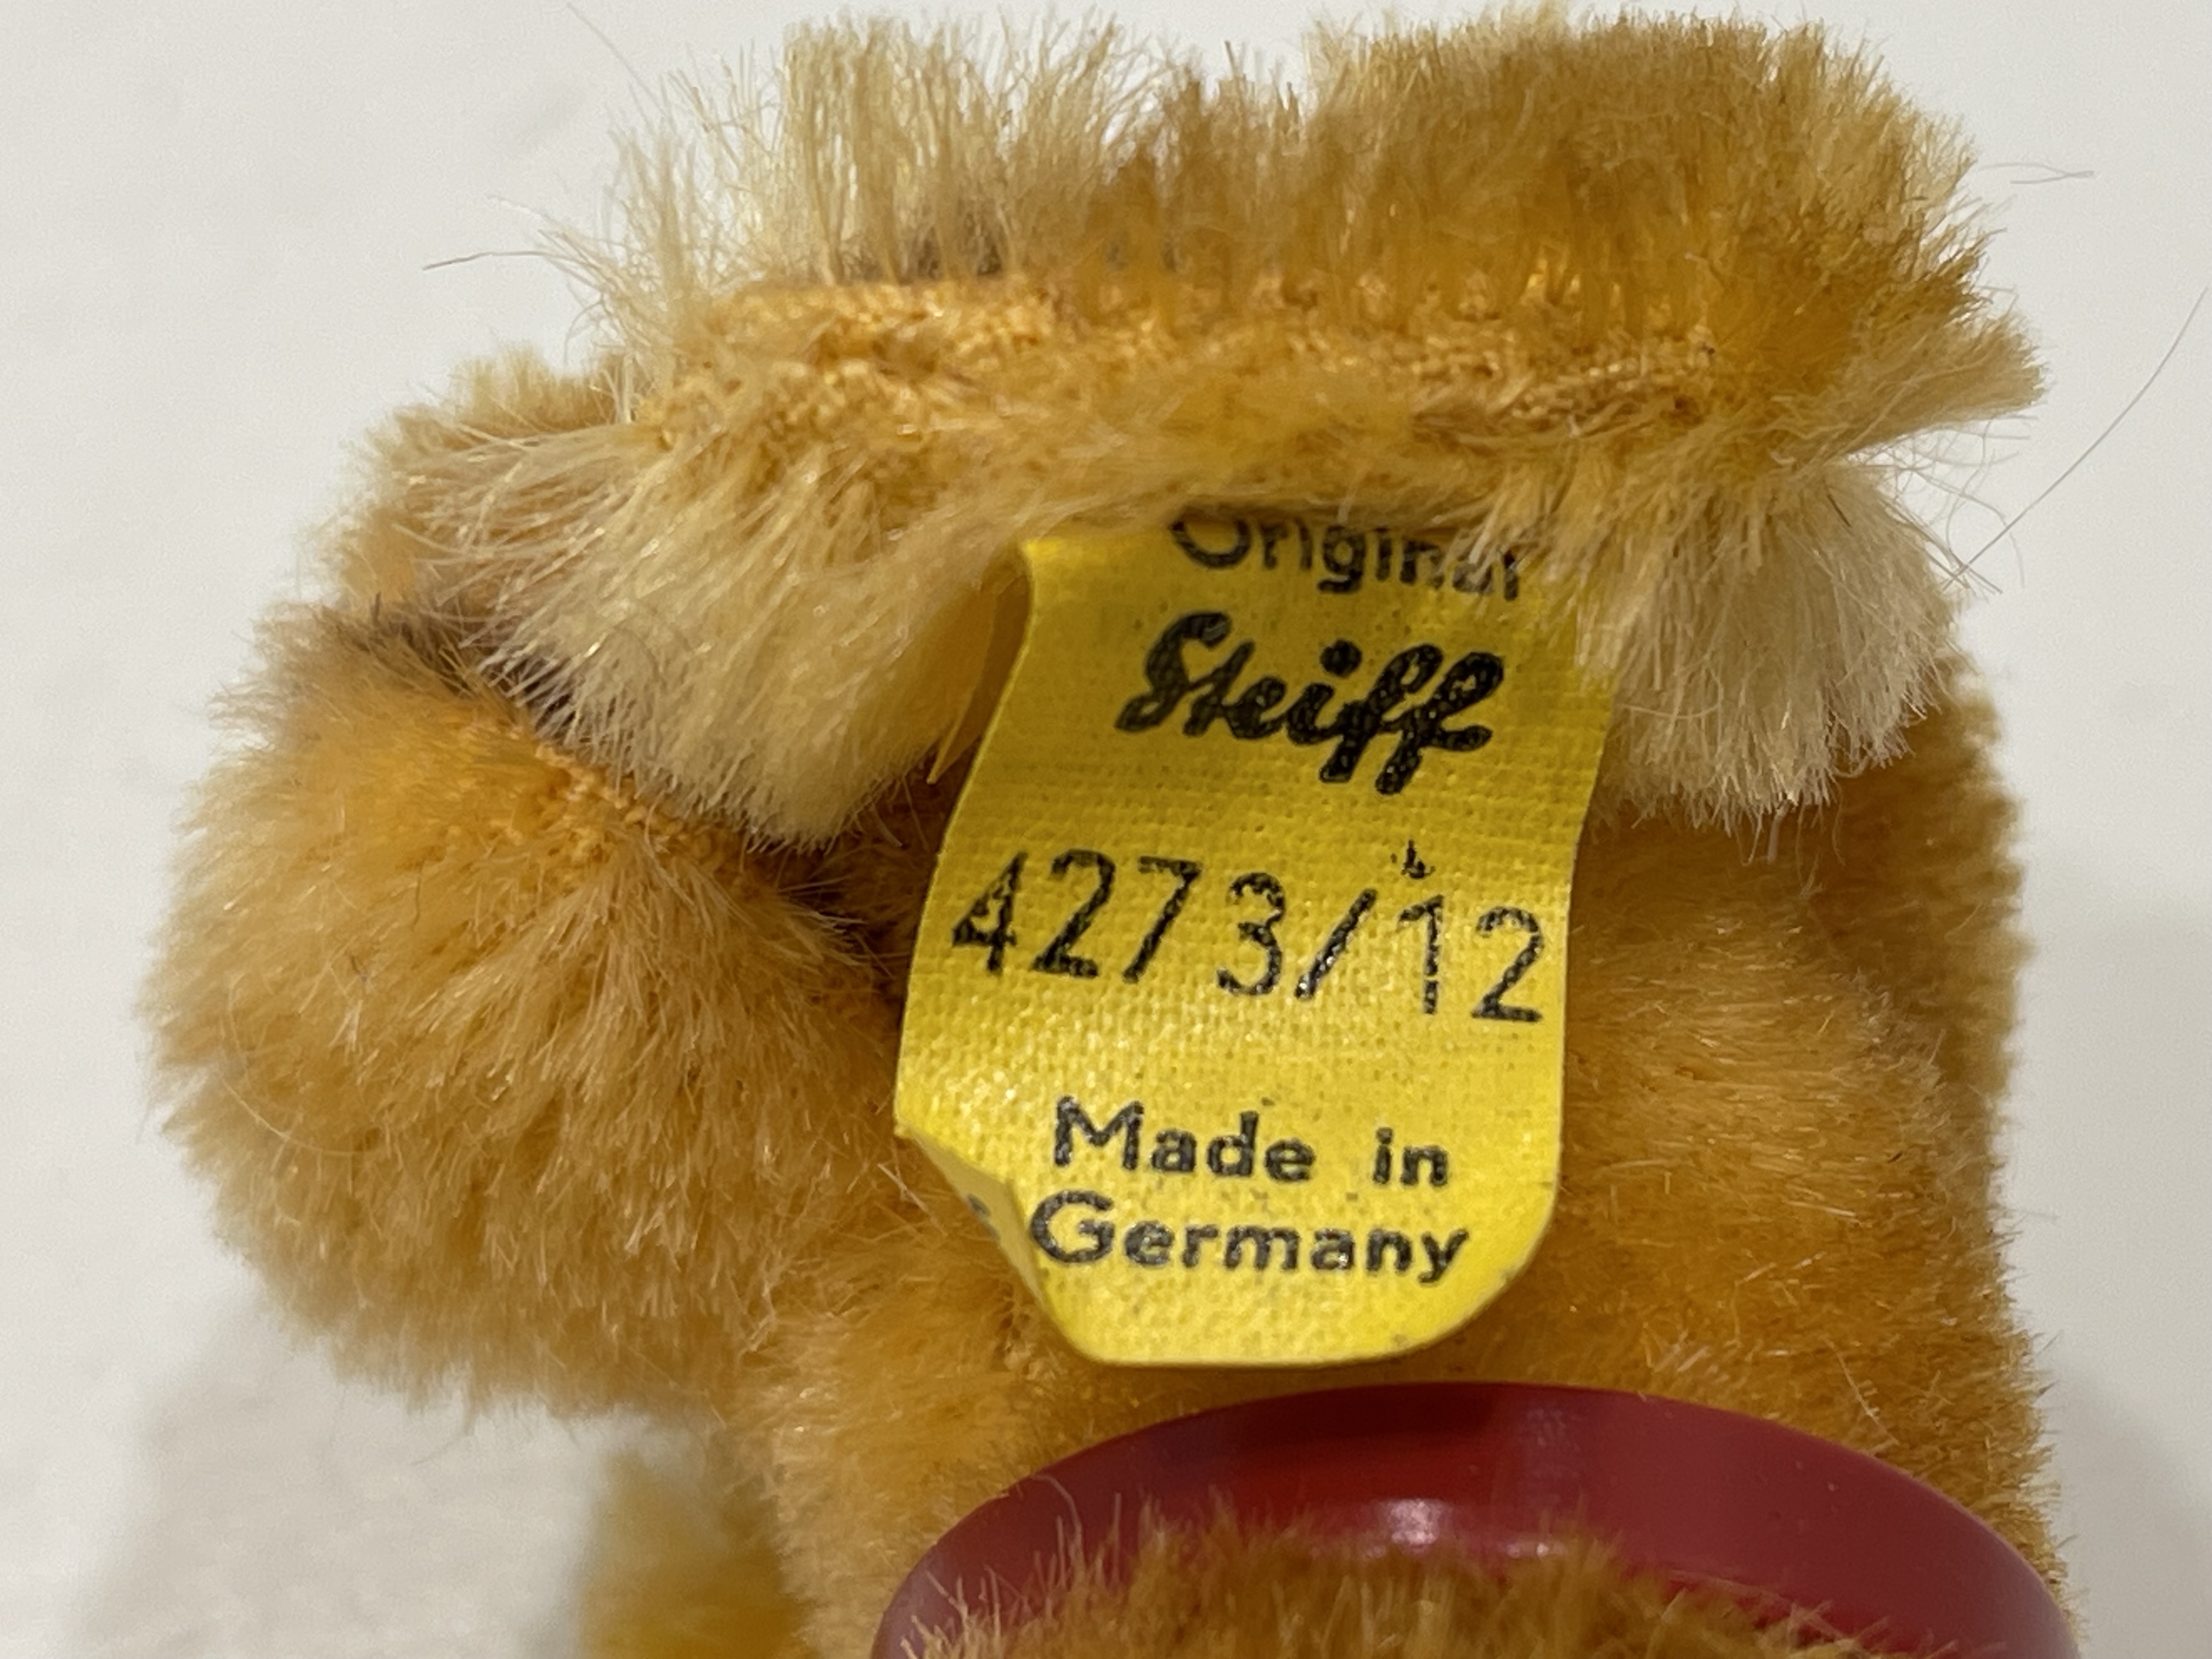 Original
Steiff
4273/12
Made in
Germany